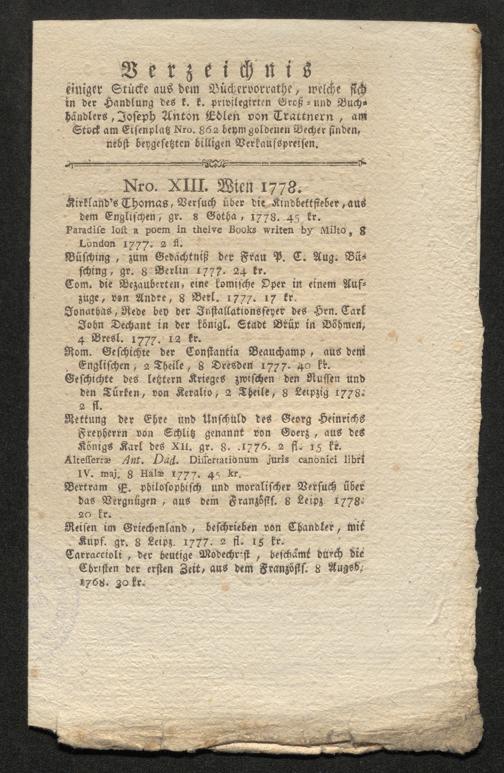 Verzeichnis
einiger Stücke aus dem Büchervorrathe, welche sich
in der Handlung des k. k. privilegirten Groß- und Buch-
händlers, Joseph Anton Edlen von Trattnern, am
Stock am Eisenplatz Nro. 862 beym goldenen Becher finden,
nebst beygesetzten billigen Verkaufspreisen.
Nro. XIII. Wien 1778.
Kirkland's Thomas, Versuch über die Kindbettfieber, aus
dem Englischen, gr. 8 Gotha, 1778. 45 kr.
Paradise lost a poem in thelve Books writen by Milto, 8
London 1777. 2 fl.
Büsching, zum Gedächtniß der Frau P. C. Aug. Bü-
sching, gr. 8 Berlin 1777. 24 kr.
Com. die Bezauberten, eine komische Oper in einem Auf-
zuge, von Andre, 8 Berl. 1777. 17 kr.
Jonathas, Rede bey der Installationsfeyer des Hrn. Carl
John Dechant in der königl. Stadt Brüx in Böhmen,
4 Bresl. 1777. 12 kr.
Rom. Geschichte der Constantia Beauchamp, aus dem
Englischen, 2 Theile, 8 Dresden 1777. 40 kr.
Geschichte des letztern Krieges zwischen den Russen und
den Türken, von Keralio, 2 Theile, 8 Leipzig 1778.
2 fl.
Rettung der Ehre und Unschuld des Georg Heinrichs
Freyherrn von Schlitz genannt von Goerz, aus des
Königs Karl des XII. gr. 8. .1776. 2 fl. 15 kr.
Altesserræ Ant. Dad. Dissertationum juris canonici libri
IV. maj. 8 Halæ 1777. 45 kr.
Bertram E. philosophisch und moralischer Versuch über
das Vergnügen, aus dem Französis. 8 Leipz 1778.
20 kr.
Reisen im Griechenland, beschrieben von Chandler, mit
Kupf. gr. 8 Leipz. 1777. 2 fl. 15 kr.
Carraccioli, der heutige Modechrist, beschämt durch die
Christen der ersten Zeit, aus dem Französis. 8 Augsb.
1768. 30 kr.